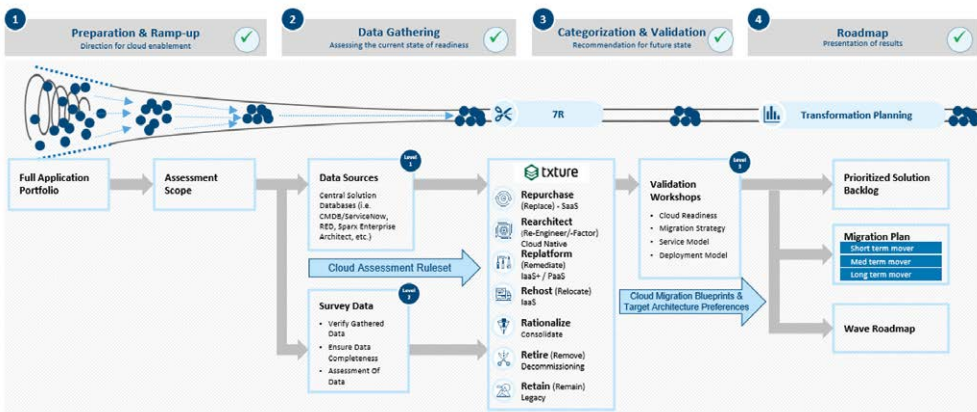 1
Preparation & Ramp-up
Direction for cloud enablement
2
Data Gathering
Assessing the current state of readiness
3
Categorization & Validation
Recommendation for future state
4
Roadmap
Presentation of results
7R
Transformation Planning
Full Application
Portfolio
Assessment
Scope
Level
1
Data Sources
Central Solution
Databases (i.e.
CMDB/ServiceNow,
RED, Sparx Enterprise
Architect, etc.)
Cloud Assessment Ruleset
Level
2
Survey Data
• Verify Gathered
Data
• Ensure Data
Completeness
• Assessment Of
Data
txture
Repurchase
(Replace) - SaaS
Rearchitect
(Re-Engineer/-Factor)
Cloud Native
Replatform
(Remediate)
IaaS+ / PaaS
Rehost (Relocate)
IaaS
Rationalize
Consolidate
Retire (Remove)
Decommissioning
Retain (Remain)
Legacy
Level
3
Validation
Workshops
• Cloud Readiness
• Migration Strategy
• Service Model
• Deployment Model
Cloud Migration Blueprints &
Target Architecture Preferences
Prioritized Solution
Backlog
Migration Plan
Short term mover
Med term mover
Long term mover
Wave Roadmap